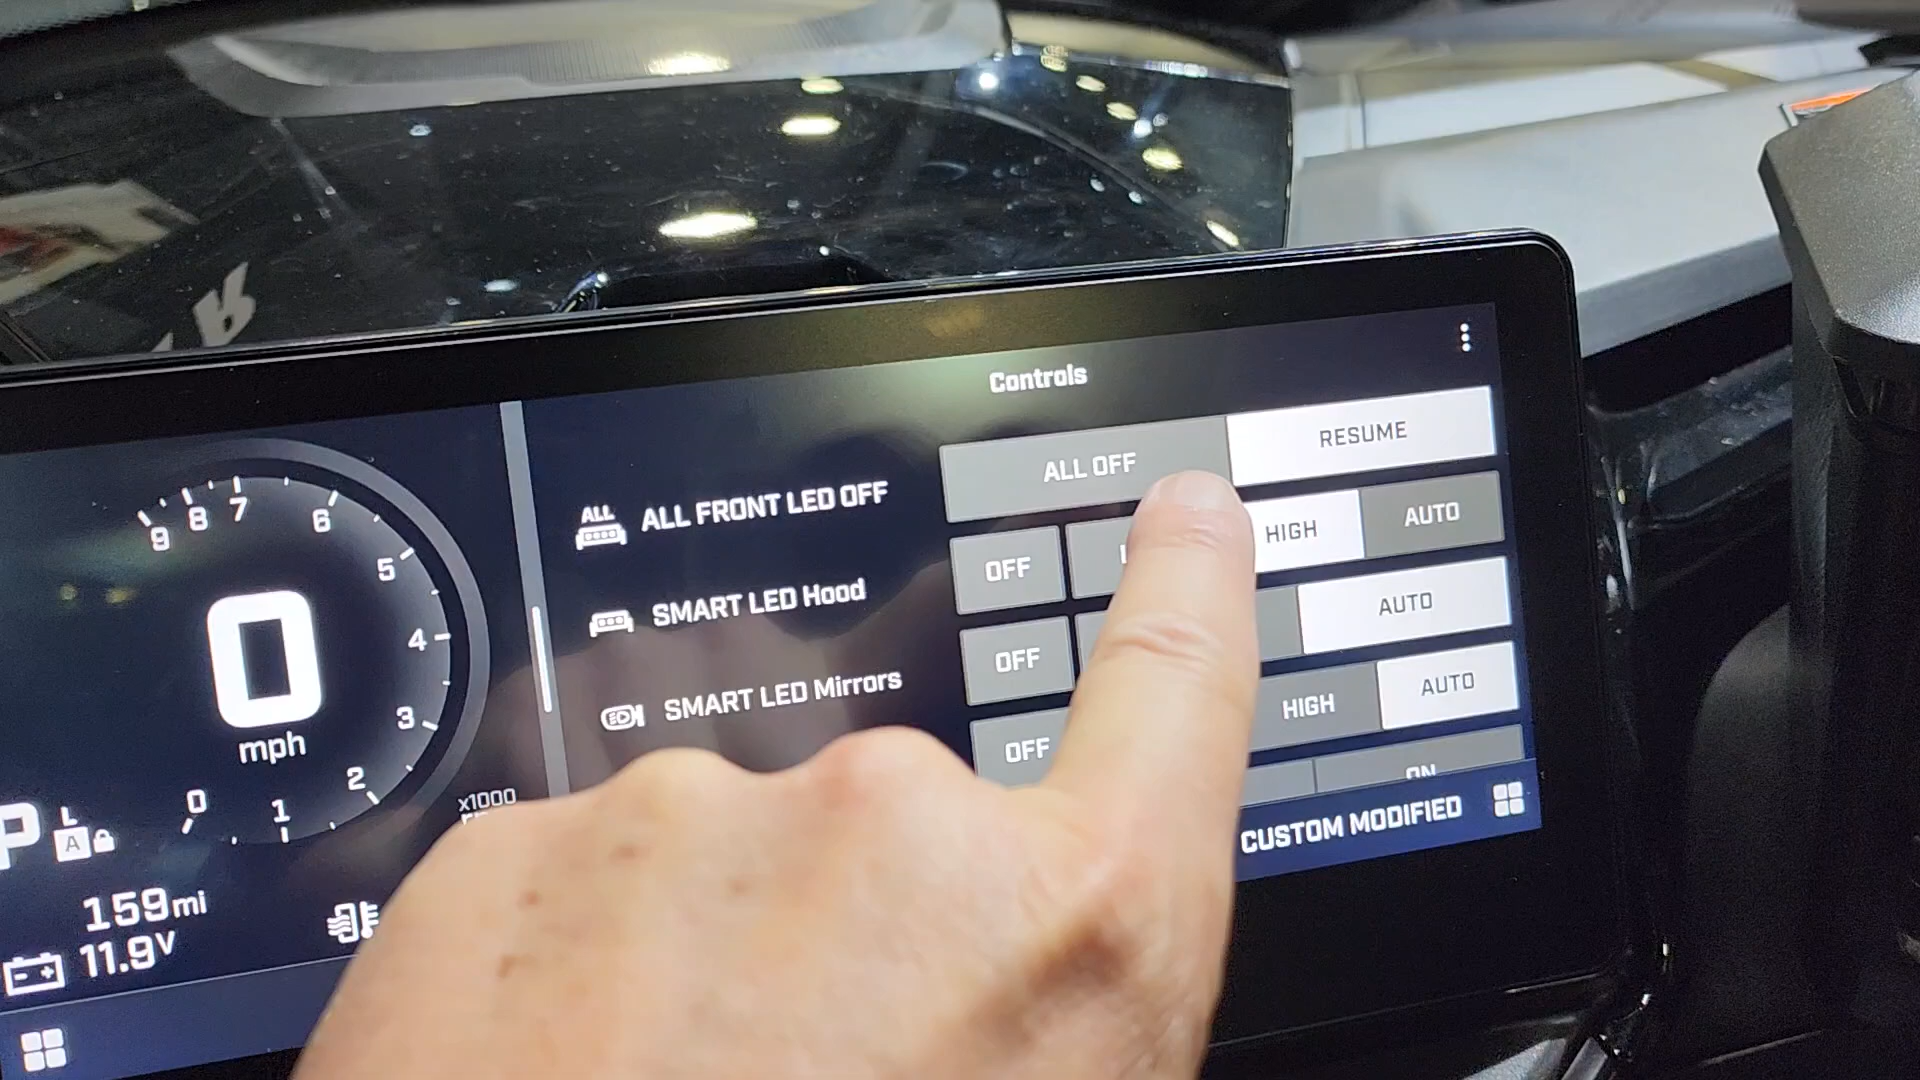 Controls
ALL
ALL FRONT LED OFF
ALL OFF
RESUME
SMART LED Hood
OFF
HIGH
AUTO
SMART LED Mirrors
OFF
AUTO
OFF
HIGH
AUTO
ON
CUSTOM MODIFIED
9
8
7
6
5
4
3
2
1
0
0
mph
x1000
P
L
A
159mi
11.9V